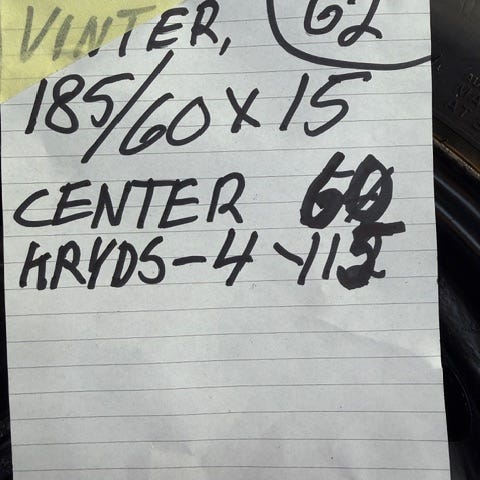 VINTER, 62
185/60 X 15
CENTER 60
KRYDS-4-115